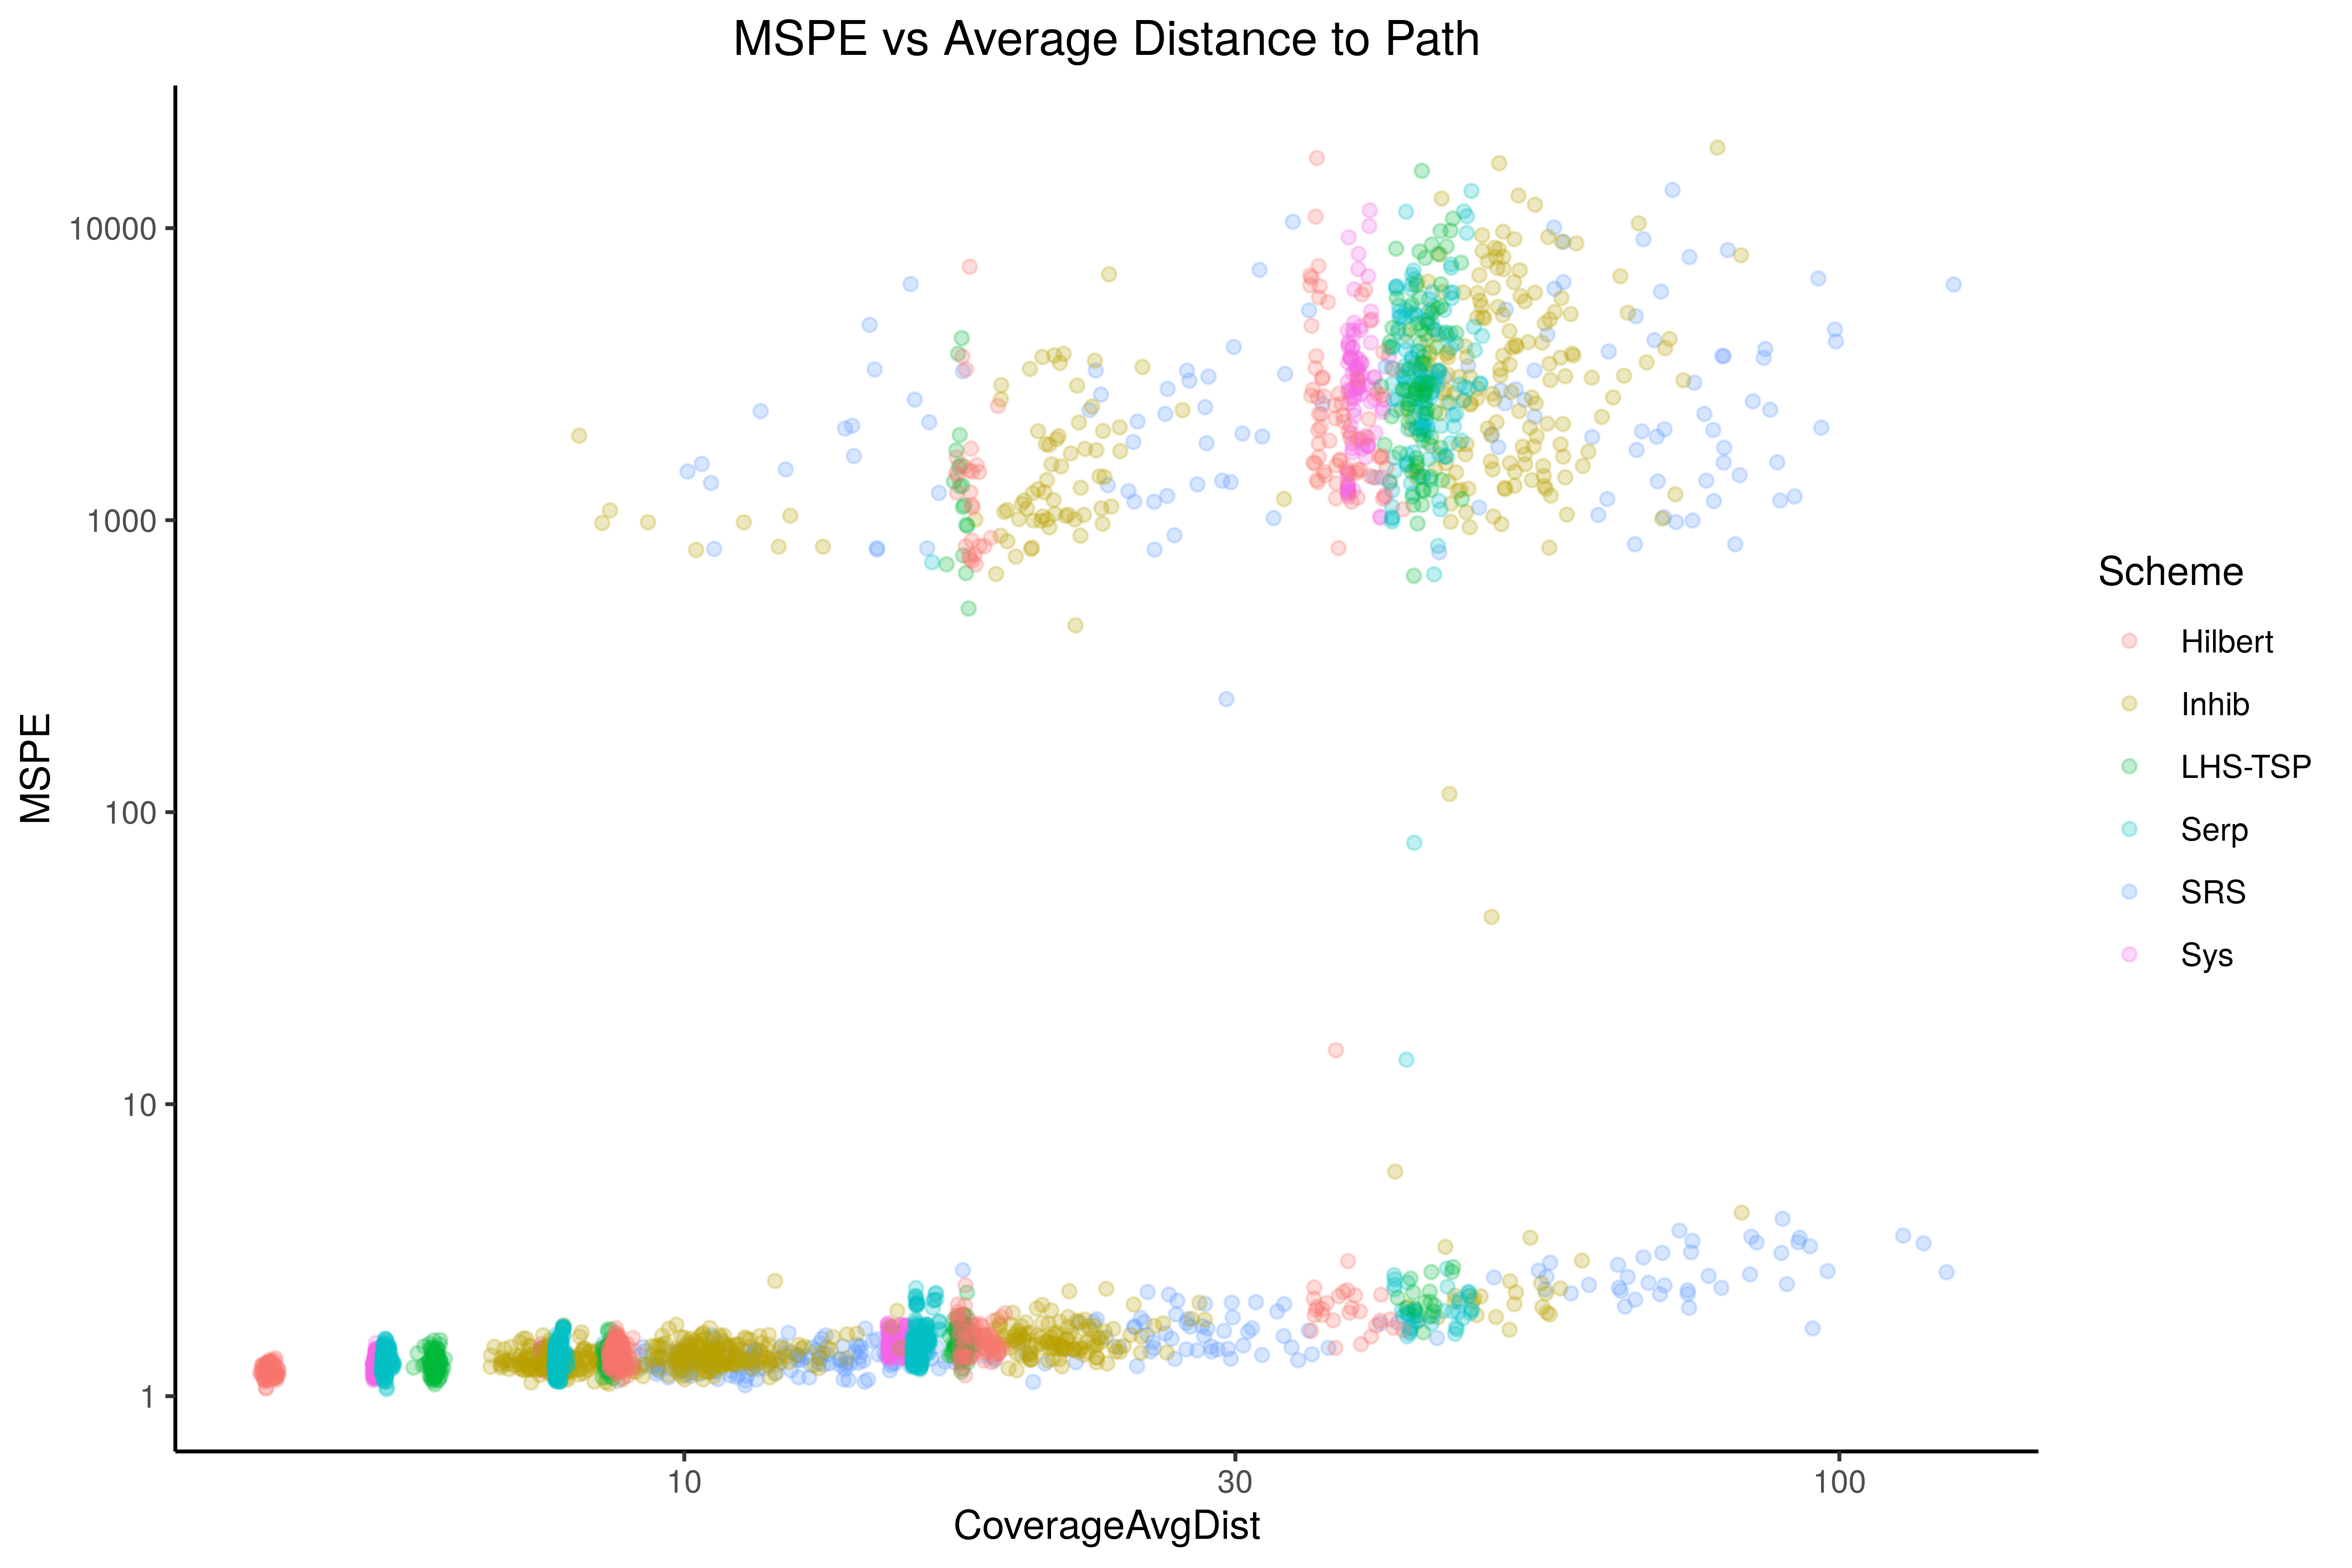 MSPE vs Average Distance to Path
MSPE
10000
1000
100
10
1
10
30
100
CoverageAvgDist
Scheme
Hilbert
Inhib
LHS-TSP
Serp
SRS
Sys